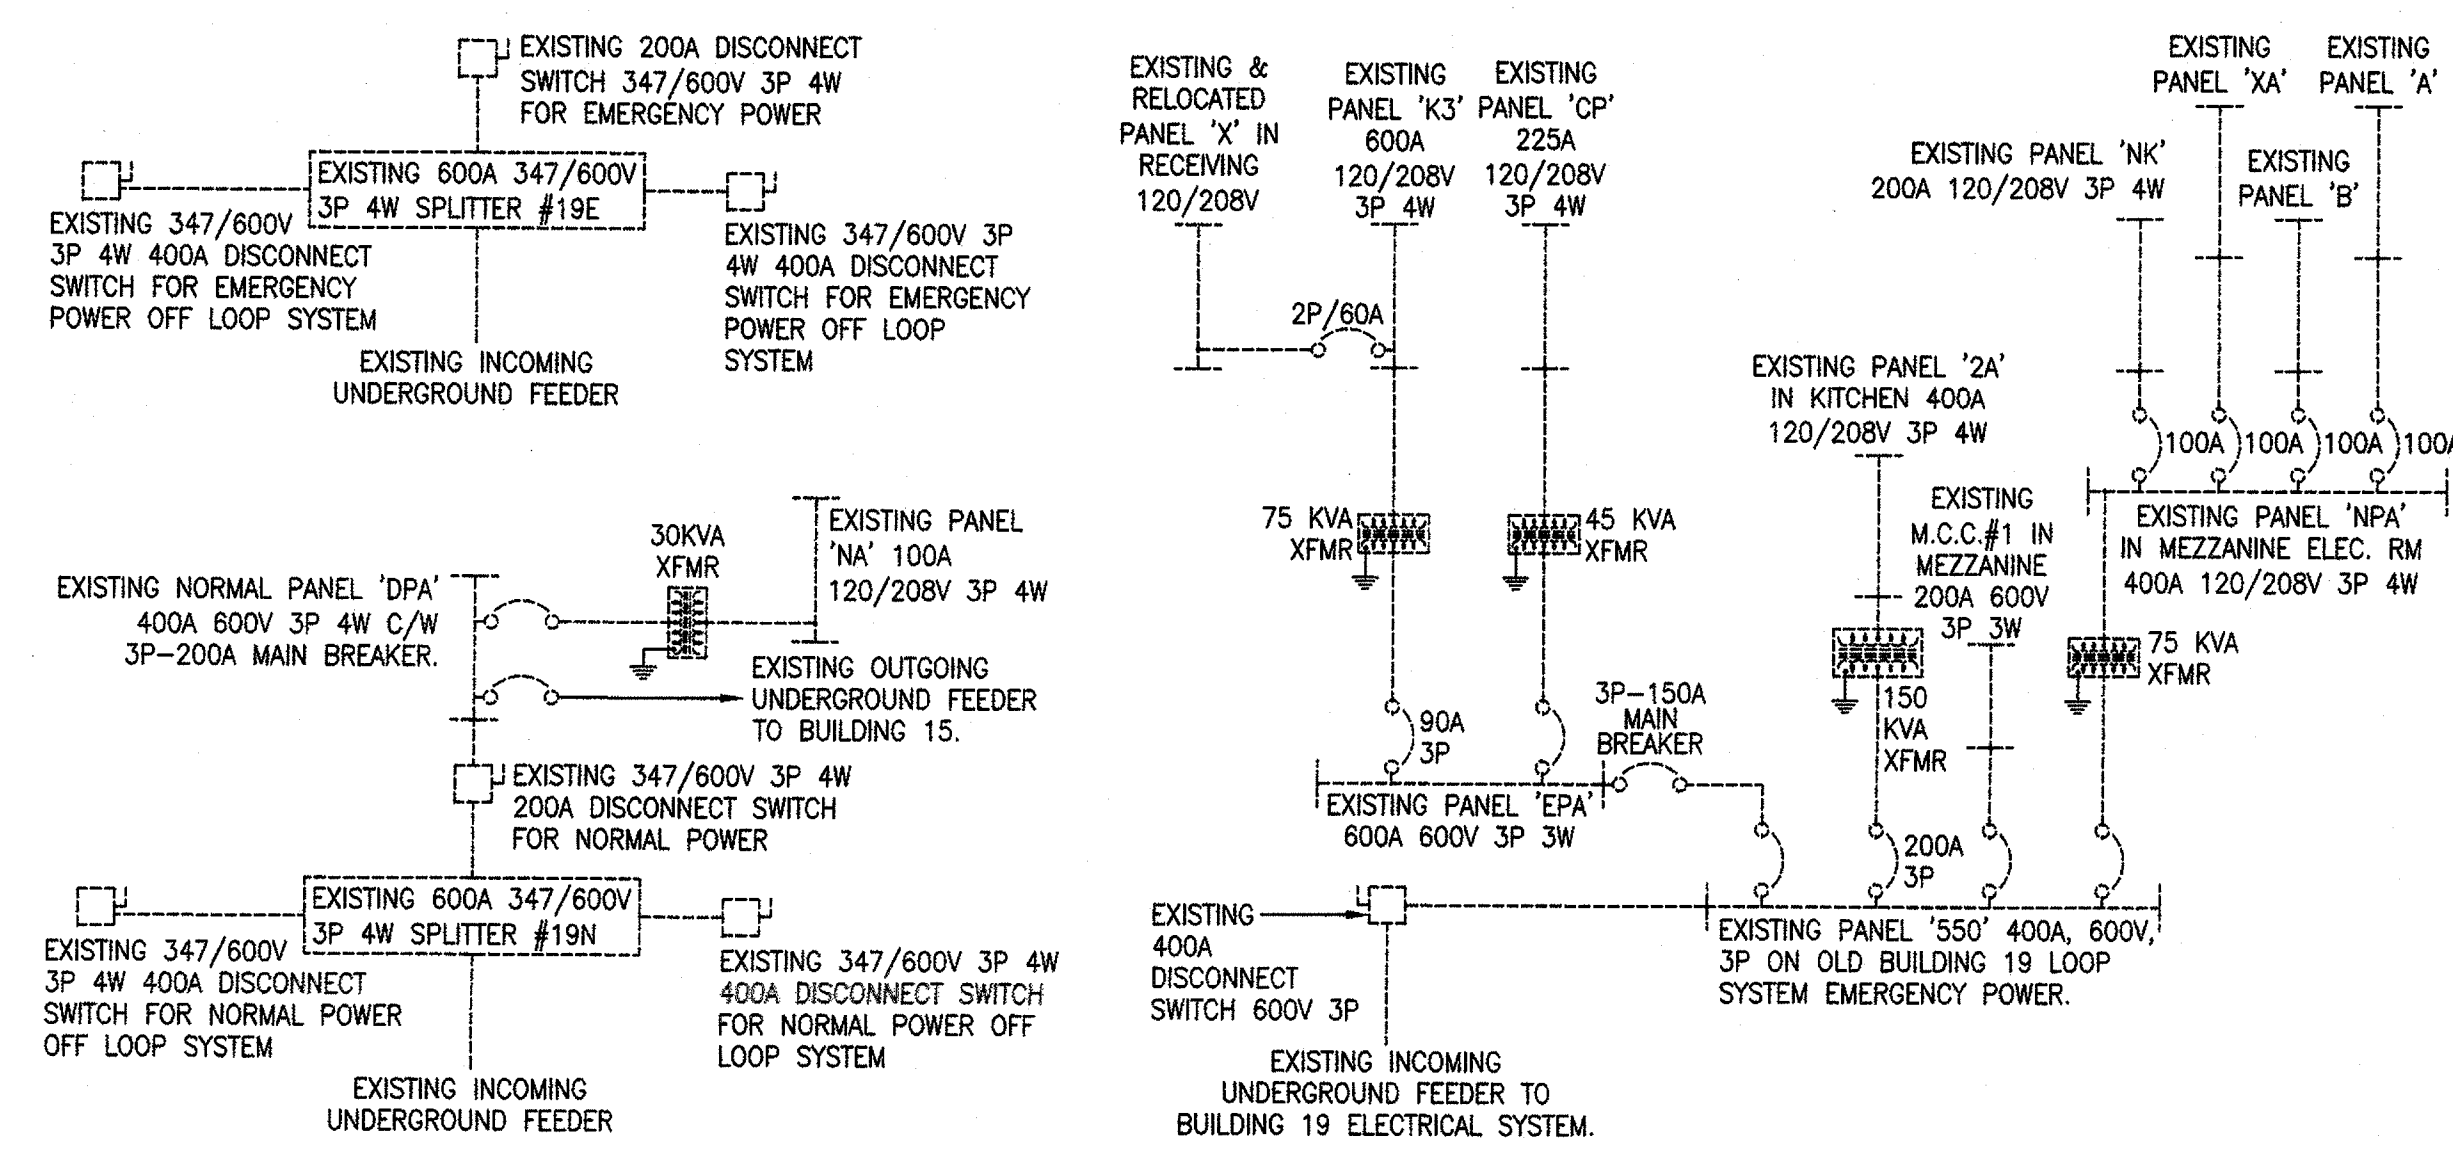 EXISTING 200A DISCONNECT
SWITCH 347/600V 3P 4W
FOR EMERGENCY POWER
EXISTING 600A 347/600V
3P 4W SPLITTER #19E
EXISTING 347/600V
3P 4W 400A DISCONNECT
SWITCH FOR EMERGENCY
POWER OFF LOOP SYSTEM
EXISTING 347/600V 3P
4W 400A DISCONNECT
SWITCH FOR EMERGENCY
POWER OFF LOOP
SYSTEM
EXISTING INCOMING
UNDERGROUND FEEDER
30KVA
XFMR
EXISTING PANEL
'NA' 100A
120/208V 3P 4W
EXISTING NORMAL PANEL 'DPA'
400A 600V 3P 4W C/W
3P-200A MAIN BREAKER.
EXISTING OUTGOING
UNDERGROUND FEEDER
TO BUILDING 15.
EXISTING 347/600V 3P 4W
200A DISCONNECT SWITCH
FOR NORMAL POWER
EXISTING 600A 347/600V
3P 4W SPLITTER #19N
EXISTING 347/600V
3P 4W 400A DISCONNECT
SWITCH FOR NORMAL POWER
OFF LOOP SYSTEM
EXISTING 347/600V 3P 4W
400A DISCONNECT SWITCH
FOR NORMAL POWER OFF
LOOP SYSTEM
EXISTING INCOMING
UNDERGROUND FEEDER
EXISTING &
RELOCATED
PANEL 'X' IN
RECEIVING
120/208V
EXISTING
PANEL 'K3'
600A
120/208V
3P 4W
EXISTING
PANEL 'CP'
225A
120/208V
3P 4W
2P/60A
75 KVA
XFMR
45 KVA
XFMR
90A
3P
3P-150A
MAIN
BREAKER
EXISTING PANEL 'EPA'
600A 600V 3P 3W
EXISTING
400A
DISCONNECT
SWITCH 600V 3P
EXISTING INCOMING
UNDERGROUND FEEDER TO
BUILDING 19 ELECTRICAL SYSTEM.
EXISTING PANEL '2A'
IN KITCHEN 400A
120/208V 3P 4W
150
KVA
XFMR
200A
3P
EXISTING
M.C.C.#1 IN
MEZZANINE
200A 600V
3P 3W
EXISTING PANEL '550' 400A, 600V,
3P ON OLD BUILDING 19 LOOP
SYSTEM EMERGENCY POWER.
EXISTING PANEL 'NK'
200A 120/208V 3P 4W
EXISTING
PANEL 'XA'
EXISTING
PANEL 'B'
EXISTING
PANEL 'A'
100A
100A
100A
100A
EXISTING PANEL 'NPA'
IN MEZZANINE ELEC. RM
400A 120/208V 3P 4W
75 KVA
XFMR